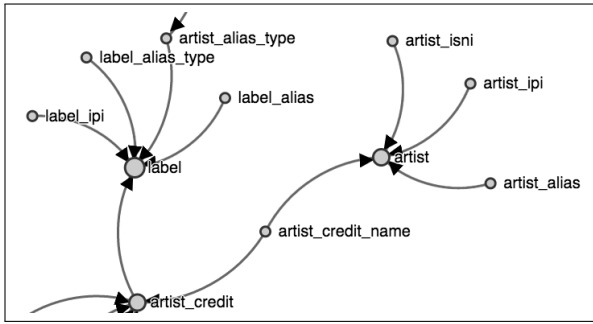 artist_alias_type
artist_isni
label_alias_type
artist_ipi
label_alias
label_ipi
artist
label
artist_alias
artist_credit_name
artist_credit